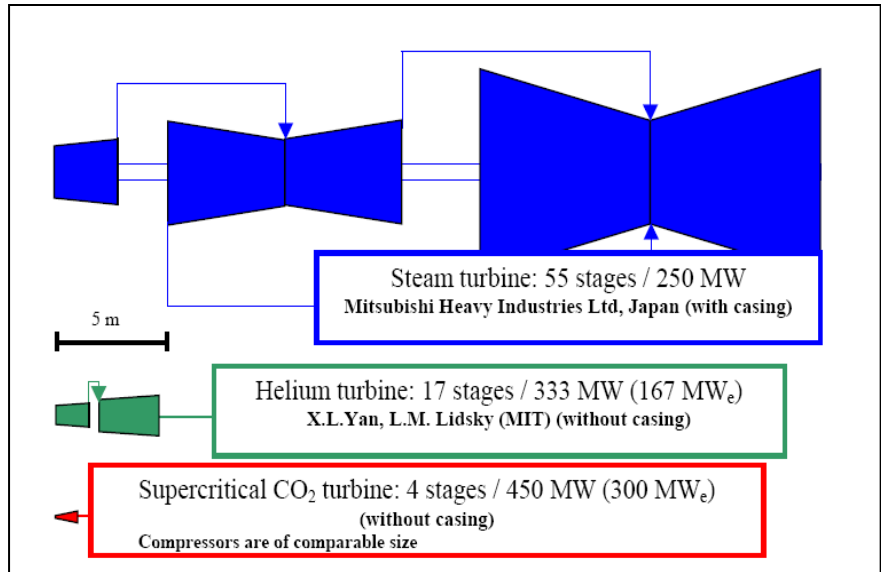 Steam turbine: 55 stages / 250 MW
Mitsubishi Heavy Industries Ltd, Japan (with casing)
5 m
Helium turbine: 17 stages / 333 MW (167 MWₑ)
X.L.Yan, L.M. Lidsky (MIT) (without casing)
Supercritical CO₂ turbine: 4 stages / 450 MW (300 MWₑ)
(without casing)
Compressors are of comparable size